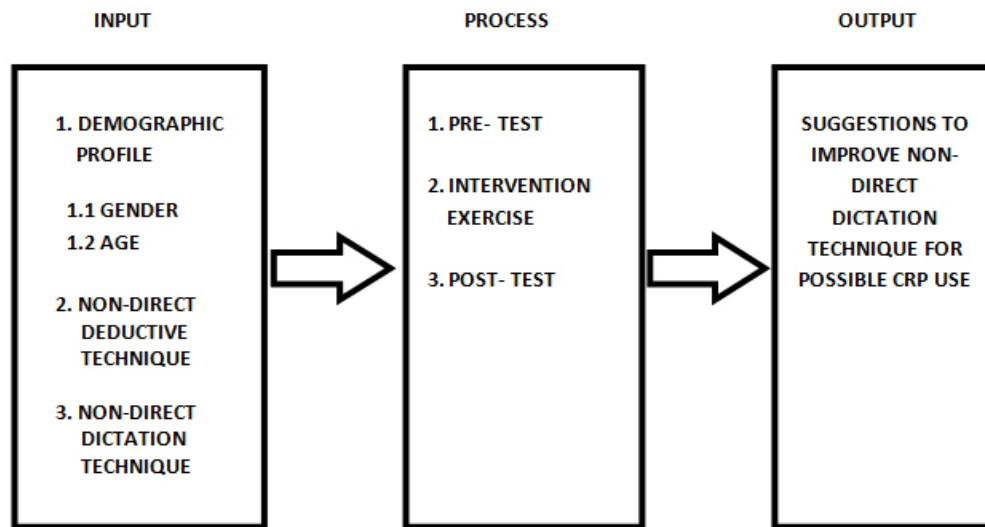 INPUT
1. DEMOGRAPHIC
PROFILE
1.1 GENDER
1.2 AGE
2. NON-DIRECT
DEDUCTIVE
TECHNIQUE
3. NON-DIRECT
DICTATION
TECHNIQUE
PROCESS
1. PRE- TEST
2. INTERVENTION
EXERCISE
3. POST- TEST
OUTPUT
SUGGESTIONS TO
IMPROVE NON-
DIRECT
DICTATION
TECHNIQUE FOR
POSSIBLE CRP USE